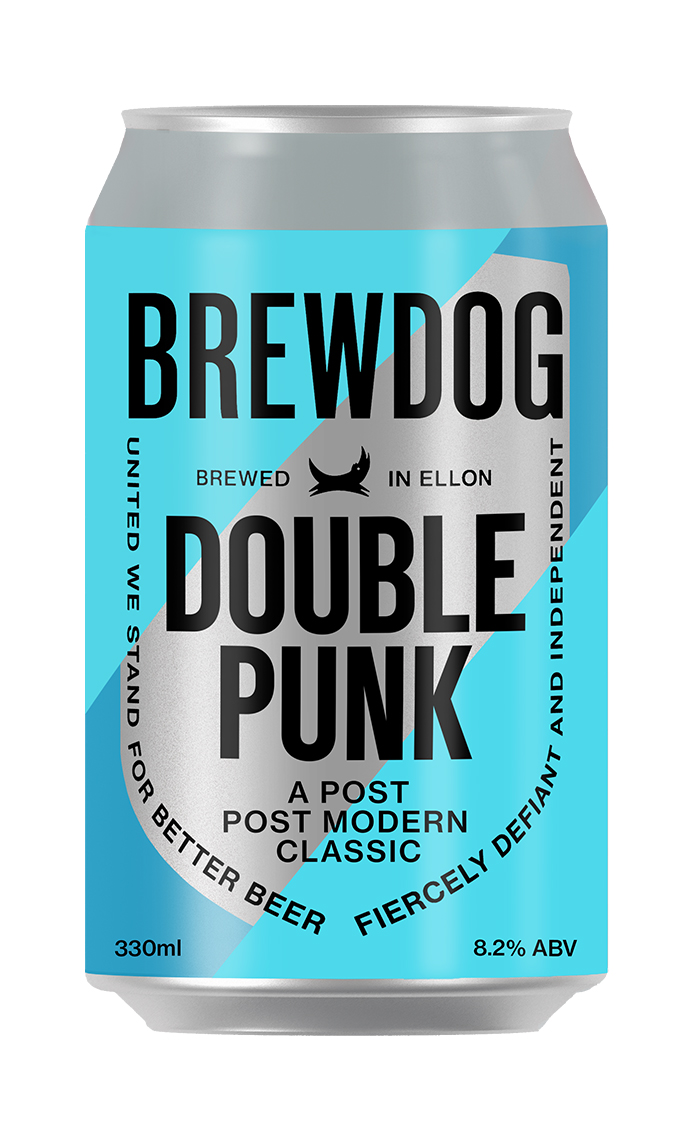 BREWDOG
BREWED IN ELLON
DOUBLE
PUNK
A POST
POST MODERN
CLASSIC
UNITED WE STAND FOR BETTER BEER
FIERCELY DEFIANT AND INDEPENDENT
330ml
8.2% ABV